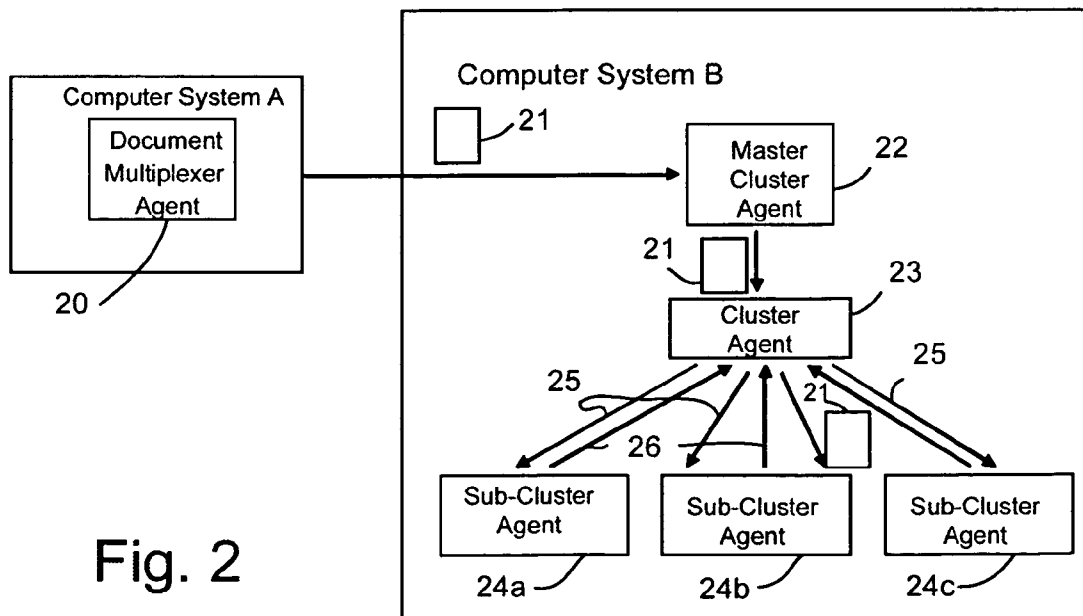 Computer System A
Document
Multiplexer
Agent
20
Computer System B
21
Master
Cluster
Agent
22
21
23
Cluster
Agent
25
25
21
26
Sub-Cluster
Agent
Sub-Cluster
Agent
Sub-Cluster
Agent
24a
24b
24c
Fig. 2